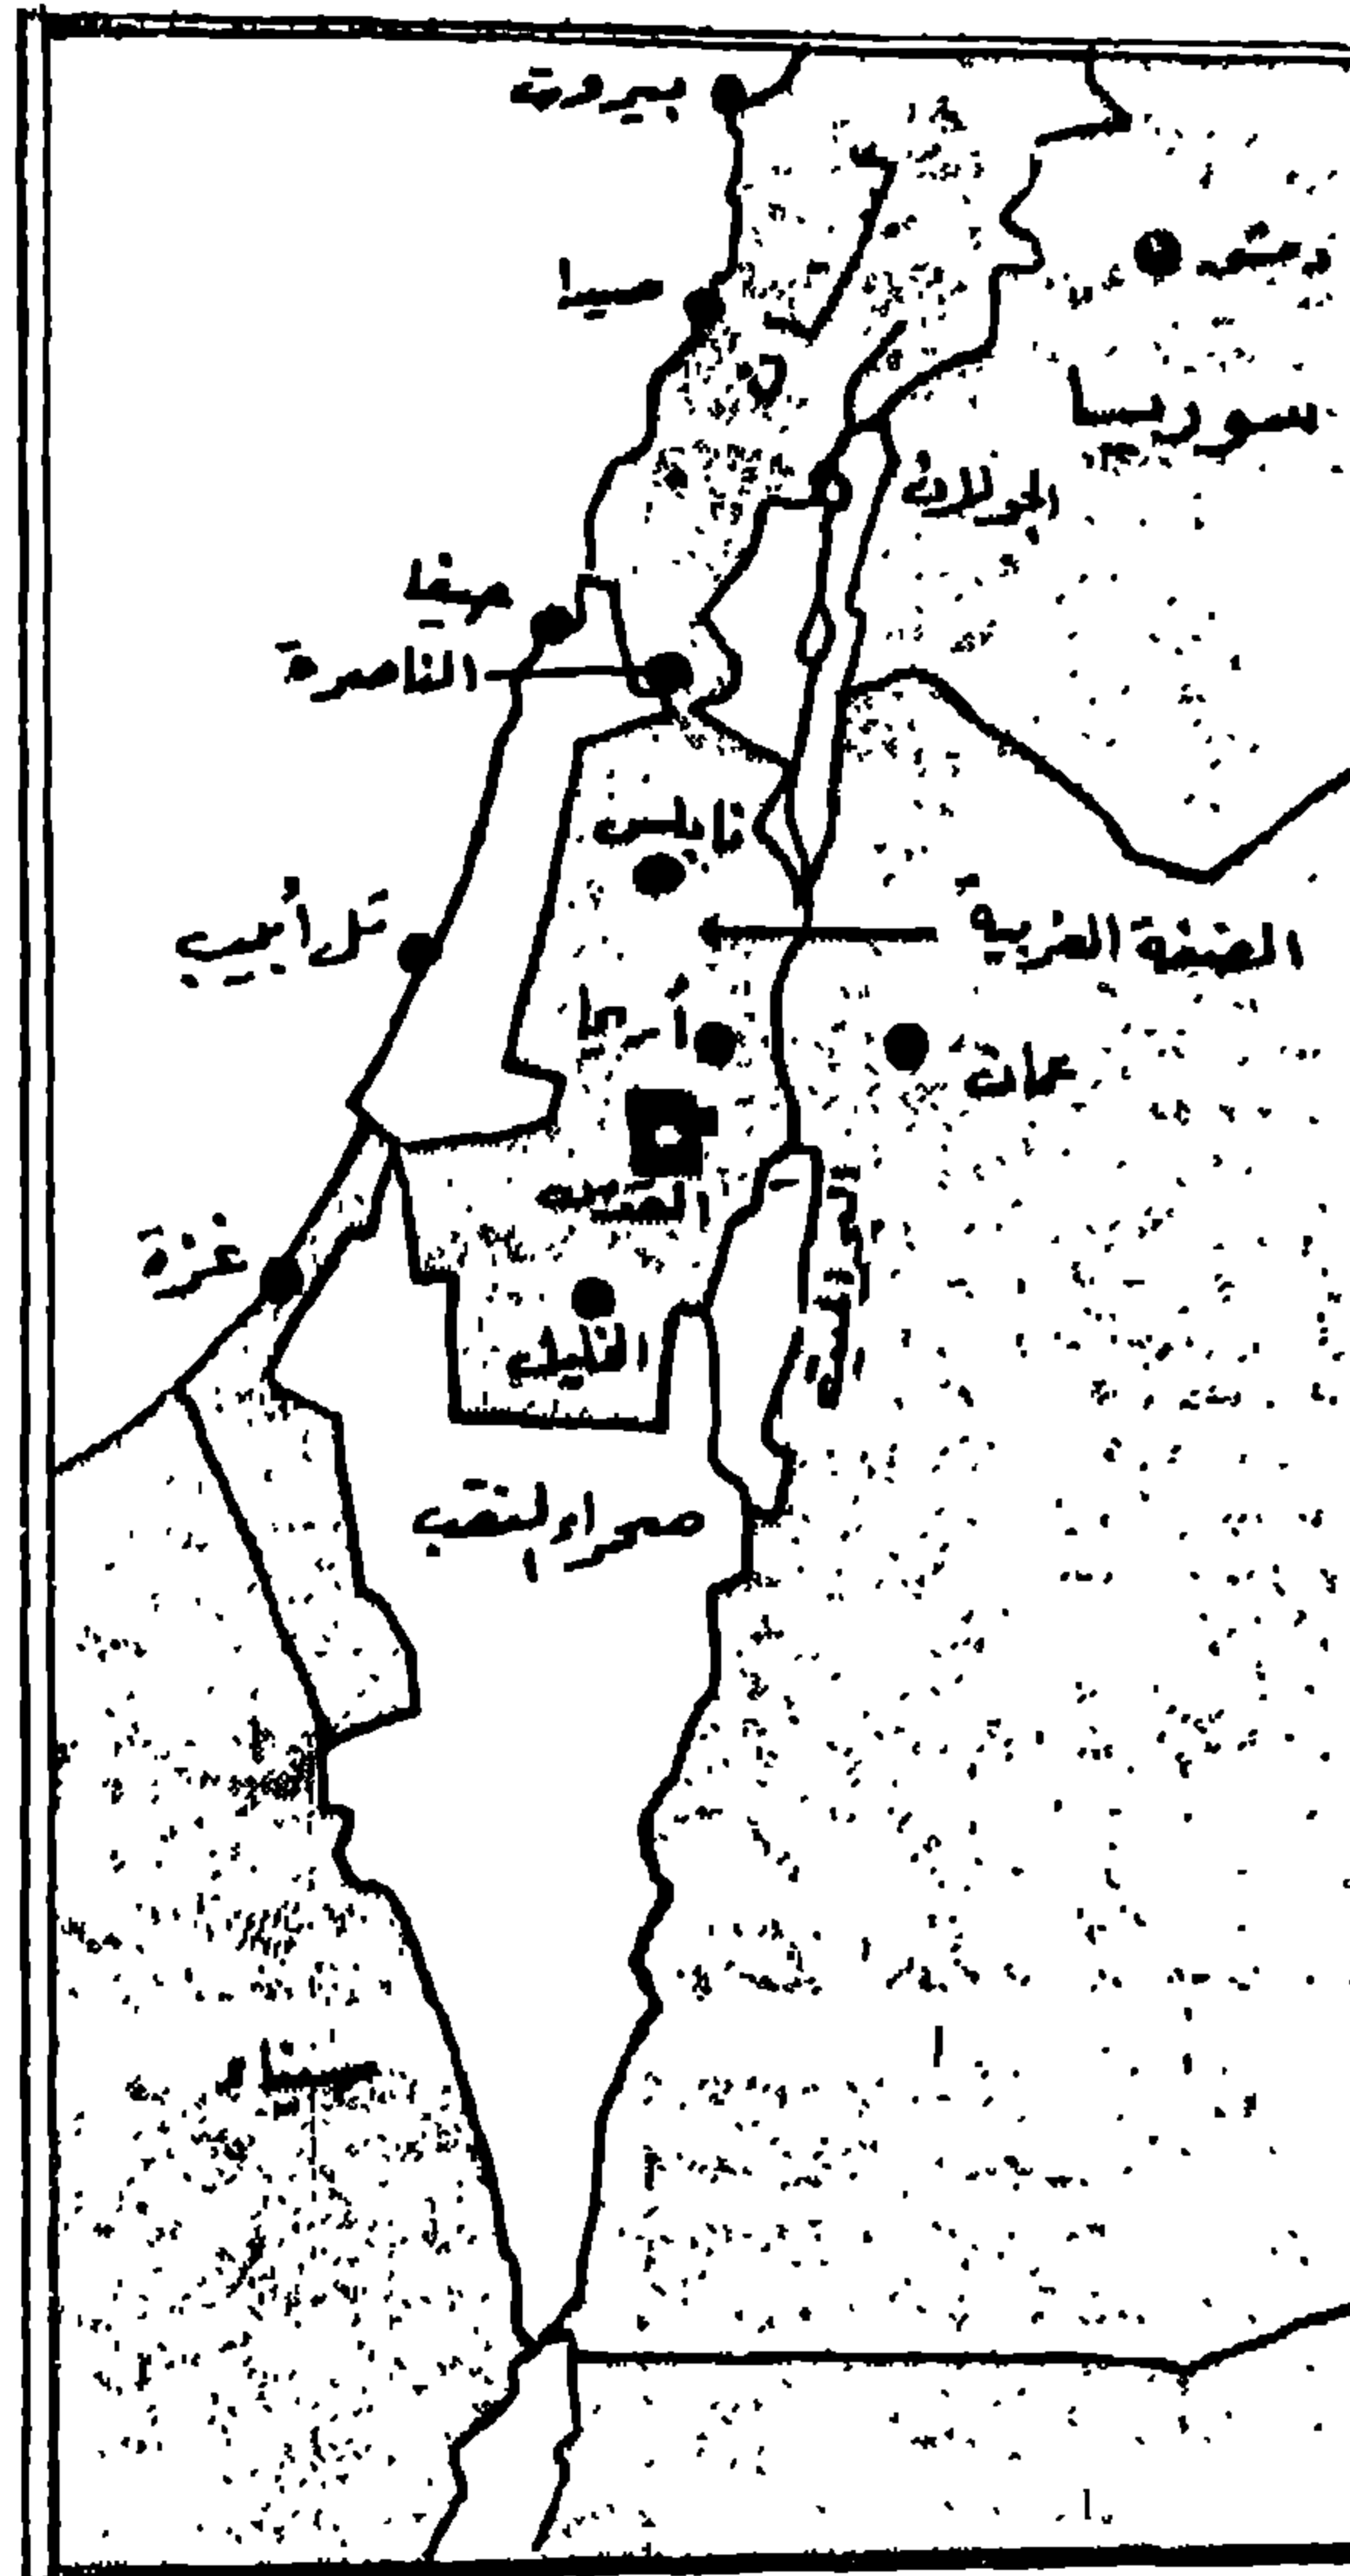 بيروت
دمشق
صيدا
سوريا
الجولان
حيفا
الناصرة
نابلس
الضفة الغربية
تل أبيب
أريحا
عمان
القدس
غزة
الخليل
صحراء النقب
سيناء